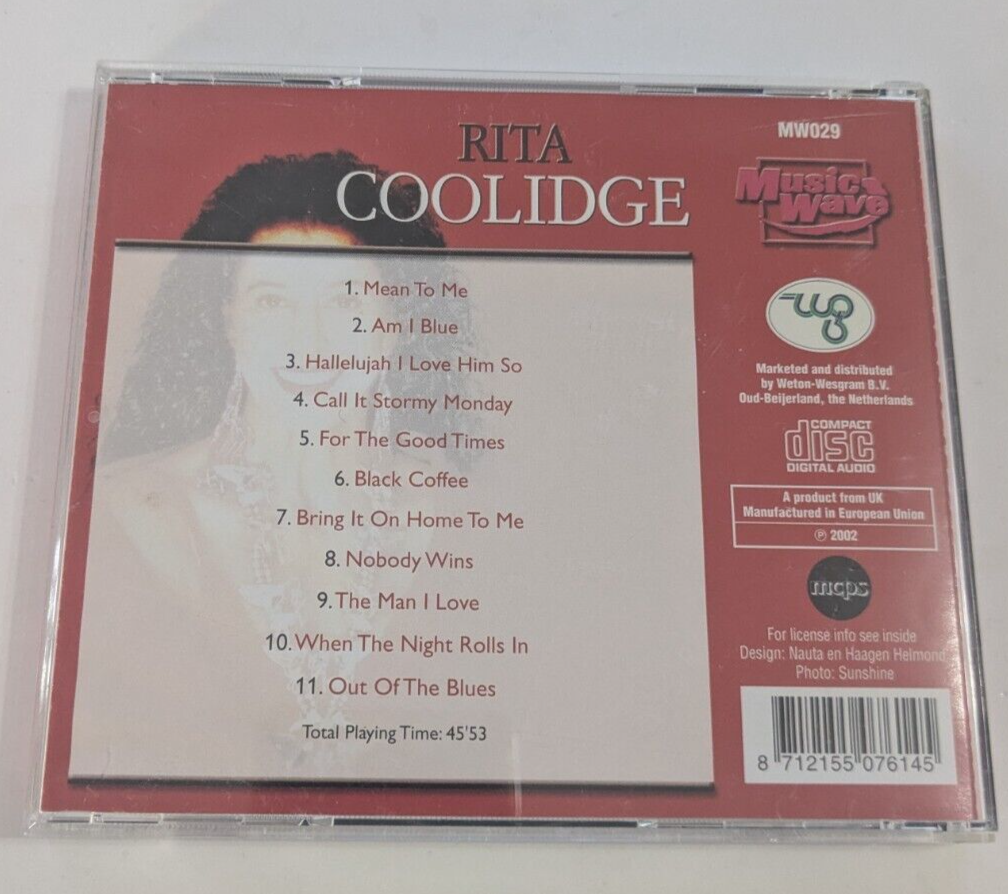 RITA
COOLIDGE
1. Mean To Me
2. Am I Blue
3. Hallelujah I Love Him So
4. Call It Stormy Monday
5. For The Good Times
6. Black Coffee
7. Bring It On Home To Me
8. Nobody Wins
9. The Man I Love
10. When The Night Rolls In
11. Out Of The Blues
Total Playing Time: 45'53
MW029
Music
Wave
Marketed and distributed
by Weton-Wesgram B.V.
Oud-Beijerland, the Netherlands
COMPACT
disc
DIGITAL AUDIO
A product from UK
Manufactured in European Union
℗ 2002
mcps
For license info see inside
Design: Nauta en Haagen Helmond
Photo: Sunshine
8 712155 076145